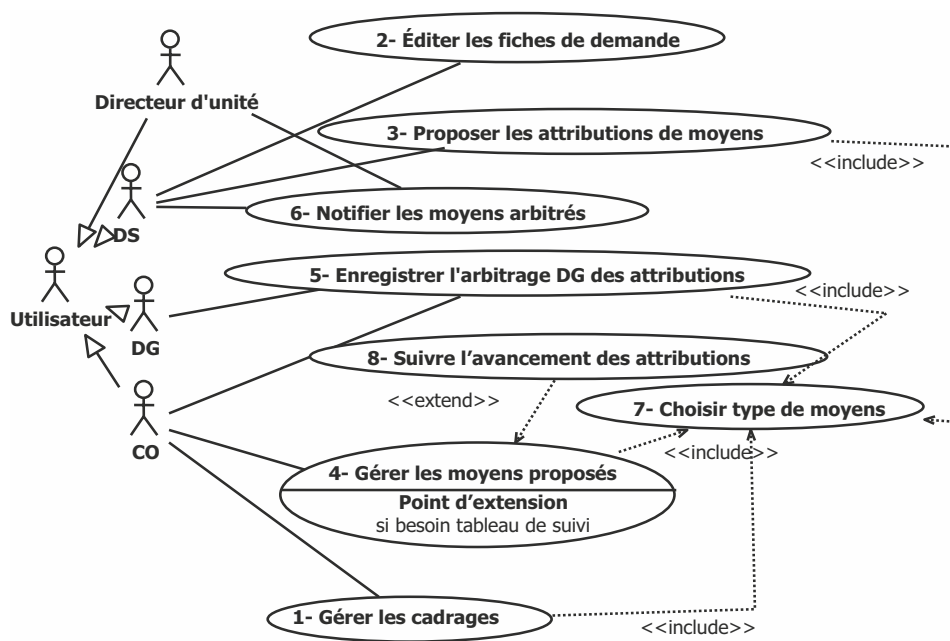 2- Éditer les fiches de demande
Directeur d'unité
3- Proposer les attributions de moyens
<<include>>
DS
6- Notifier les moyens arbitrés
5- Enregistrer l'arbitrage DG des attributions
<<include>>
Utilisateur
DG
8- Suivre l’avancement des attributions
<<extend>>
7- Choisir type de moyens
CO
<<include>>
4- Gérer les moyens proposés
Point d’extension
si besoin tableau de suivi
1- Gérer les cadrages
<<include>>